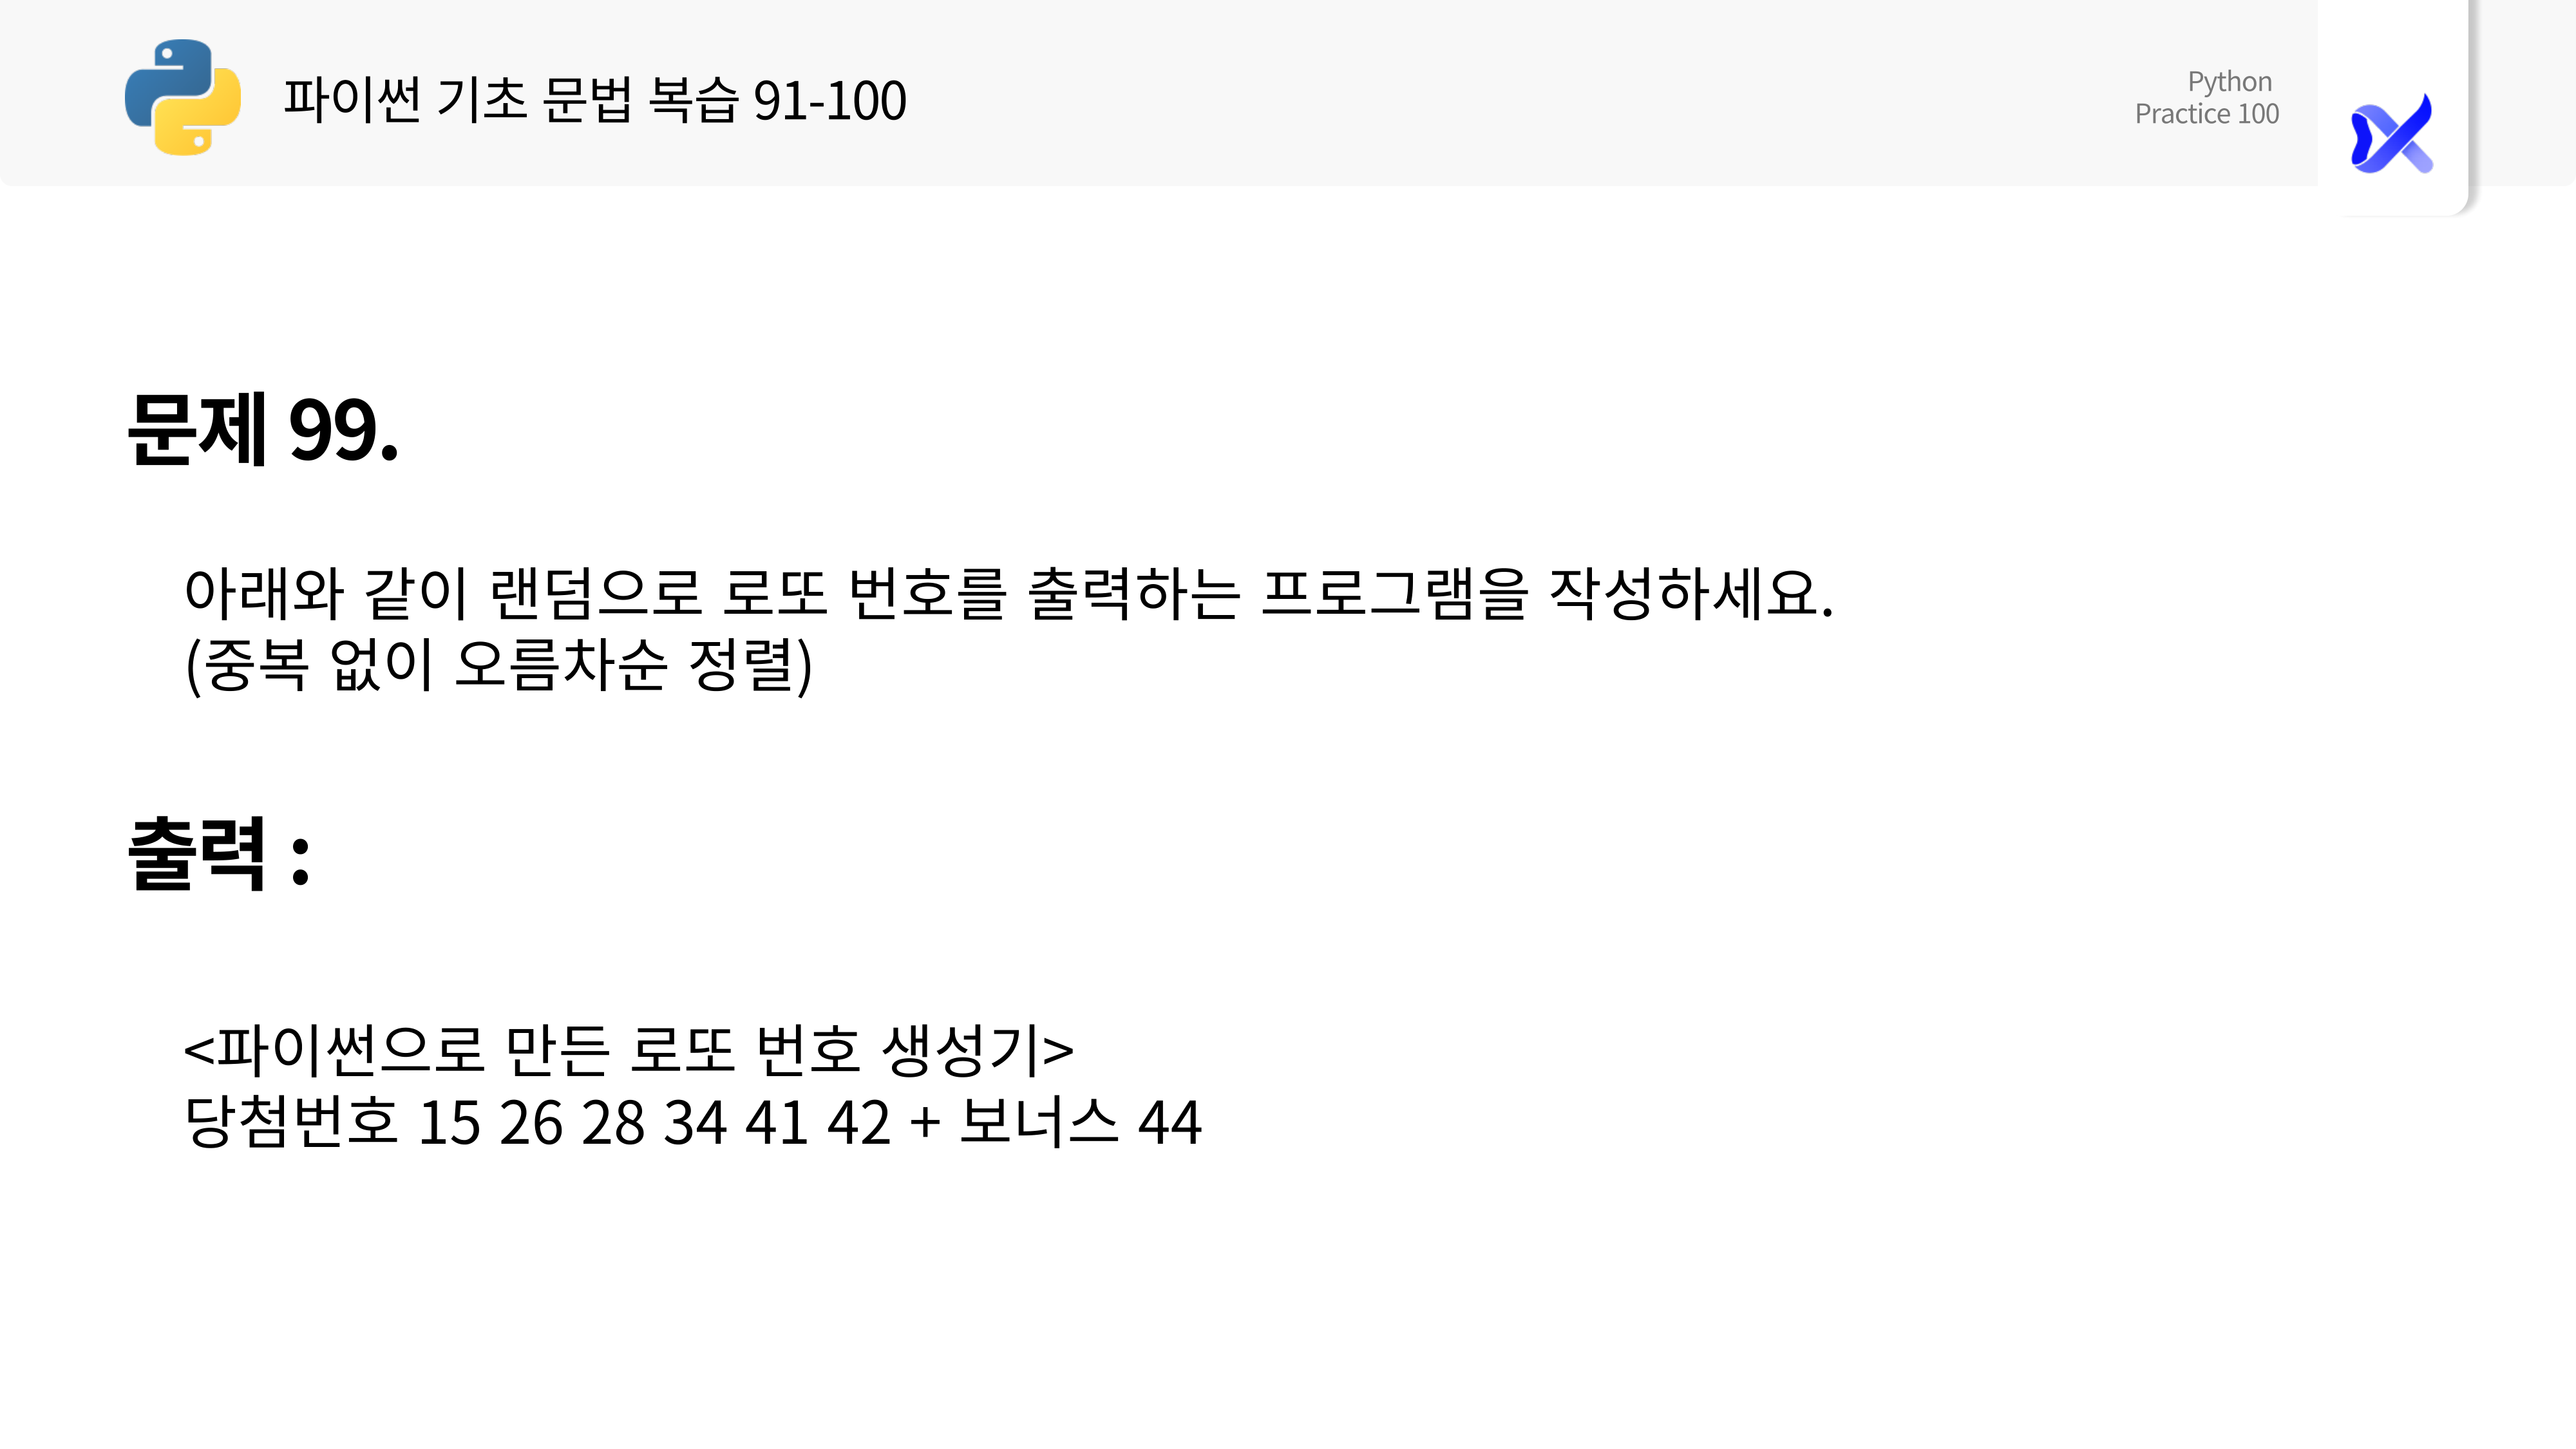 파이썬 기초 문법 복습 91-100
Python
Practice 100
문제 99.
아래와 같이 랜덤으로 로또 번호를 출력하는 프로그램을 작성하세요.
(중복 없이 오름차순 정렬)
출력 :
<파이썬으로 만든 로또 번호 생성기>
당첨번호 15 26 28 34 41 42 + 보너스 44